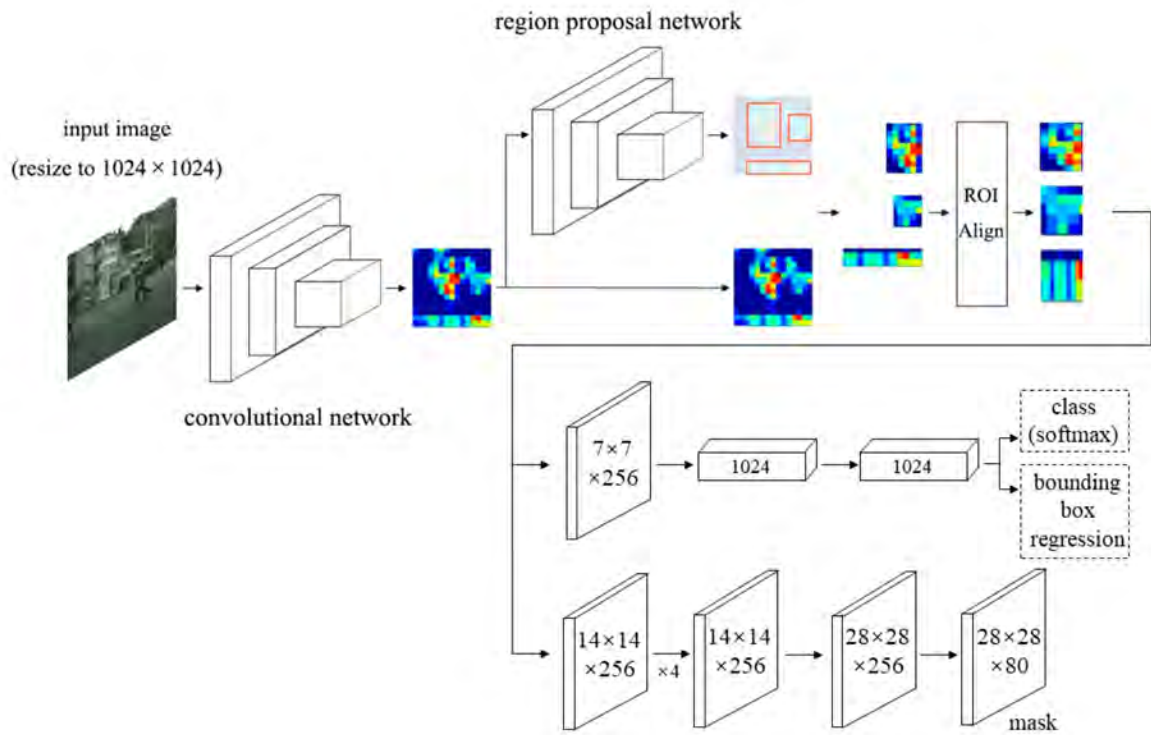 region proposal network
input image
(resize to 1024 × 1024)
ROI
Align
convolutional network
7×7
×256
1024
1024
class
(softmax)
bounding
box
regression
14×14
×256
×4
14×14
×256
28×28
×256
28×28
×80
mask